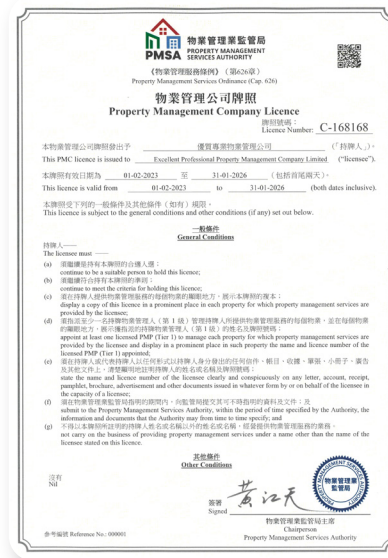 PMSA
物業管理業監管局
PROPERTY MANAGEMENT
SERVICES AUTHORITY
《物業管理服務條例》（第626章）
Property Management Services Ordinance (Cap. 626)
物業管理公司牌照
Property Management Company Licence
牌照號碼：
Licence Number: C-168168
本物業管理公司牌照發出予 優質專業物業管理公司 （「持牌人」）。
This PMC licence is issued to Excellent Professional Property Management Company Limited ("licensee").
本牌照有效日期為 01-02-2023 至 31-01-2026 （包括首尾兩天）。
This licence is valid from 01-02-2023 to 31-01-2026 (both dates inclusive).
本牌照受下列的一般條件及其他條件（如有）規限。
This licence is subject to the general conditions and other conditions (if any) set out below.
一般條件
General Conditions
持牌人——
The licensee must —
(a) 須繼續是持有本牌照的合適人選；
continue to be a suitable person to hold this licence;
(b) 須繼續符合持有本牌照的準則；
continue to meet the criteria for holding this licence;
(c) 須在持牌人提供物業管理服務的每個物業的顯眼地方，展示本牌照的複本；
display a copy of this licence in a prominent place in each property for which property management services are
provided by the licensee;
(d) 須指派至少一名持牌物業管理人（第1級）管理持牌人所提供物業管理服務的每個物業，並在每個物業
的顯眼地方，展示獲指派的持牌物業管理人（第1級）的姓名及牌照號碼；
appoint at least one licensed PMP (Tier 1) to manage each property for which property management services are
provided by the licensee and display in a prominent place in such property the name and licence number of the
licensed PMP (Tier 1) appointed;
(e) 須在持牌人或代表持牌人以任何形式以持牌人身分發出的任何信件、帳目、收據、單張、小冊子、廣告
及其他文件上，清楚顯明地註明持牌人的姓名或名稱及牌照號碼；
state the name and licence number of the licensee clearly and conspicuously on any letter, account, receipt,
pamphlet, brochure, advertisement and other documents issued in whatever form by or on behalf of the licensee in
the capacity of a licensee;
(f) 須在物業管理業監管局指明的期間內，向監管局提交其可不時指明的資料及文件；及
submit to the Property Management Services Authority, within the period of time specified by the Authority, the
information and documents that the Authority may from time to time specify; and
(g) 不得以本牌照所註明的持牌人姓名或名稱以外的姓名或名稱，經營提供物業管理服務的業務。
not carry on the business of providing property management services under a name other than the name of the
licensee stated on this licence.
其他條件
Other Conditions
沒有
Nil
簽署
Signed 黃江天
物業管理業
監管局
物業管理業監管局主席
Chairperson
Property Management Services Authority
參考編號 Reference No.: 000001